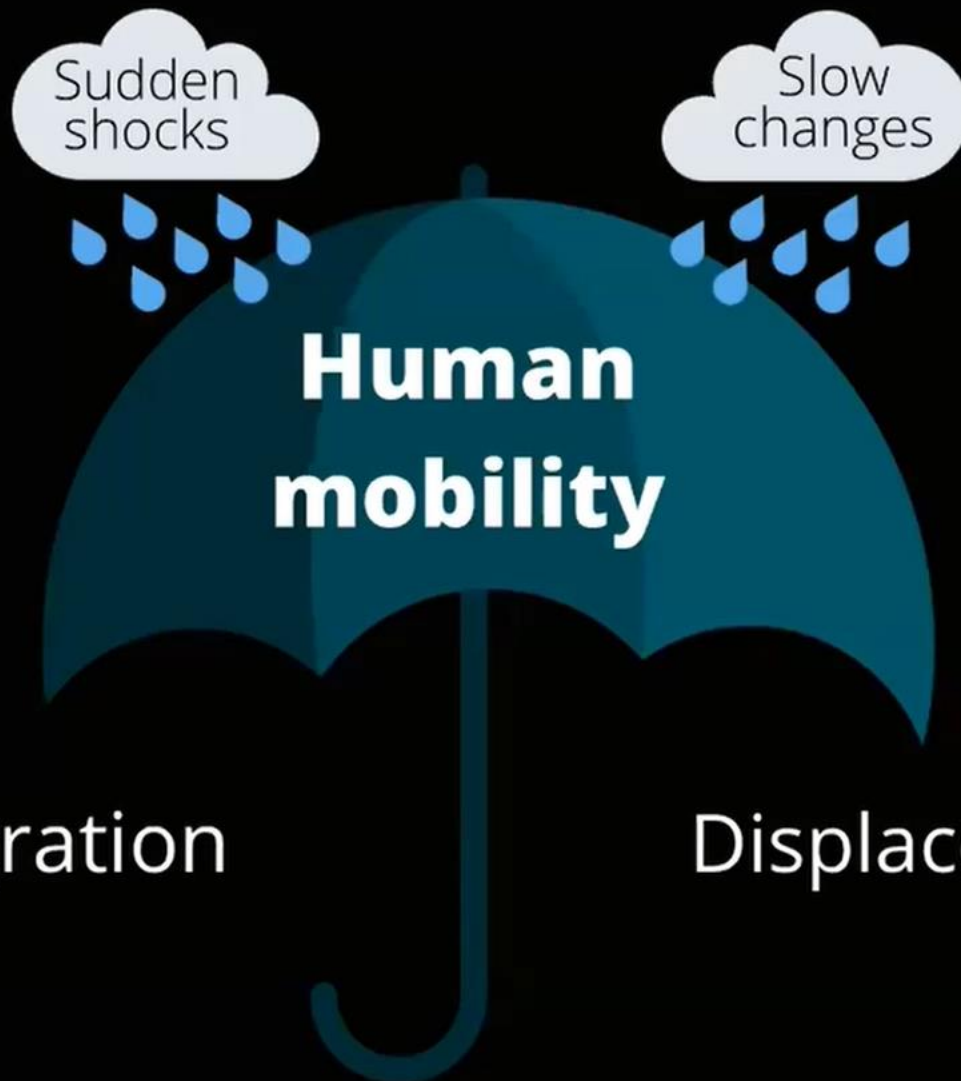 Sudden
shocks
Slow
changes
Human
mobility
ration
Displac